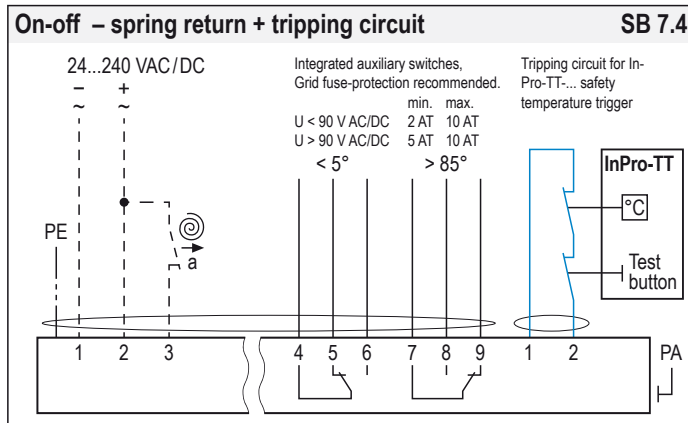 On-off – spring return + tripping circuit SB 7.4
24...240 VAC/DC
– +
~ ~
Integrated auxiliary switches,
Grid fuse-protection recommended.
min. max.
U < 90 V AC/DC 2 AT 10 AT
U > 90 V AC/DC 5 AT 10 AT
< 5° > 85°
Tripping circuit for In-
Pro-TT-... safety
temperature trigger
InPro-TT
°C
Test
button
PE
a
1 2 3 4 5 6 7 8 9 1 2 PA